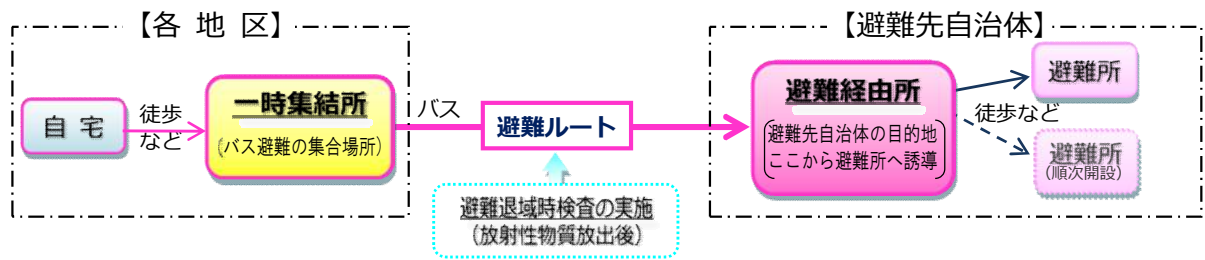 【各 地 区】
自 宅
徒歩
など
一時集結所
(バス避難の集合場所)
バス
避難ルート
避難退域時検査の実施
(放射性物質放出後)
【避難先自治体】
避難経由所
避難先自治体の目的地
ここから避難所へ誘導
避難所
徒歩など
避難所
(順次開設)